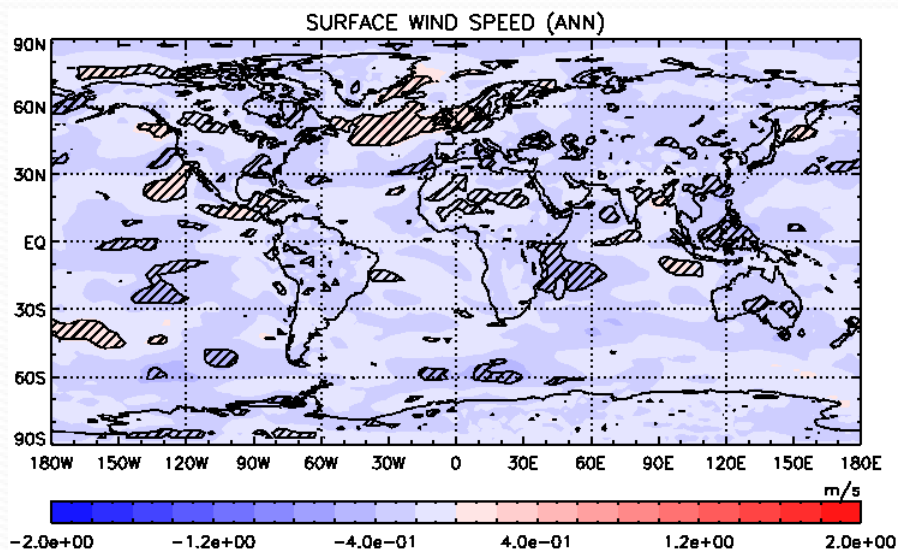 SURFACE WIND SPEED (ANN)
90N
60N
30N
EQ
30S
60S
90S
180W 150W 120W 90W 60W 30W 0 30E 60E 90E 120E 150E 180E
m/s
-2.0e+00 -1.2e+00 -4.0e-01 4.0e-01 1.2e+00 2.0e+00